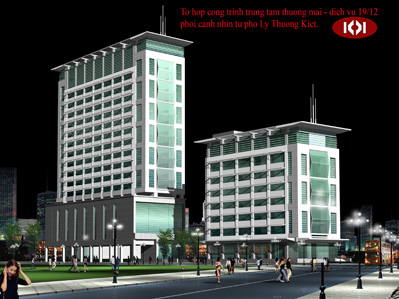 To hop cong trinh trung tam thuong mai - dich vu 19/12
phoi canh nhin tu pho Ly Thuong Kiet.